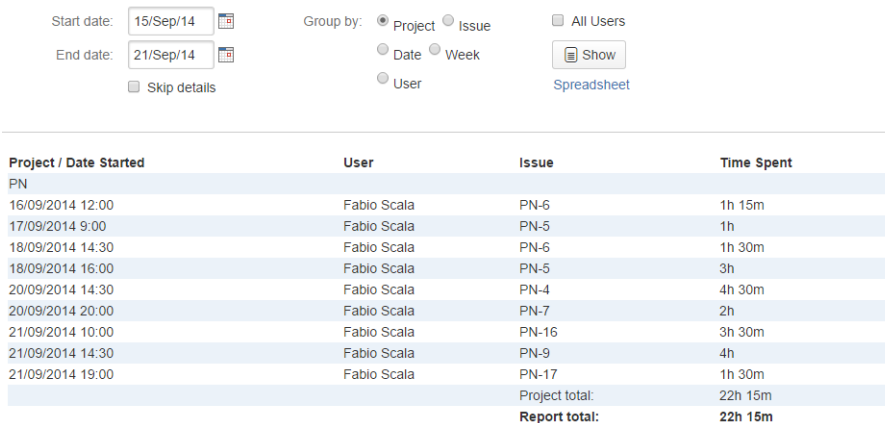 Start date: 15/Sep/14 Group by: Project Issue All Users
End date: 21/Sep/14 Date Week Show
Skip details User Spreadsheet
Project / Date Started User Issue Time Spent
PN
16/09/2014 12:00 Fabio Scala PN-6 1h 15m
17/09/2014 9:00 Fabio Scala PN-5 1h
18/09/2014 14:30 Fabio Scala PN-6 1h 30m
18/09/2014 16:00 Fabio Scala PN-5 3h
20/09/2014 14:30 Fabio Scala PN-4 4h 30m
20/09/2014 20:00 Fabio Scala PN-7 2h
21/09/2014 10:00 Fabio Scala PN-16 3h 30m
21/09/2014 14:30 Fabio Scala PN-9 4h
21/09/2014 19:00 Fabio Scala PN-17 1h 30m
Project total: 22h 15m
Report total: 22h 15m